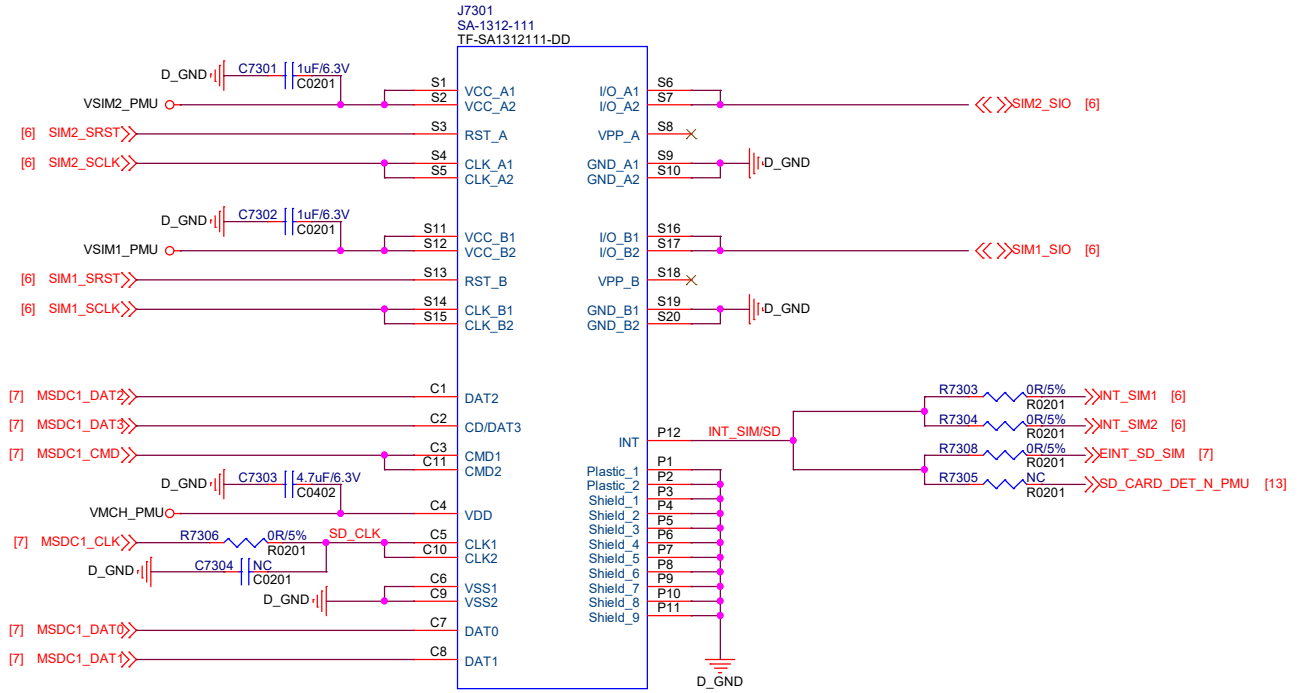 J7301
SA-1312-111
TF-SA1312111-DD
D_GND C7301 1uF/6.3V
C0201
VSIM2_PMU
S1 VCC_A1
S2 VCC_A2
[6] SIM2_SRST S3 RST_A
[6] SIM2_SCLK S4 CLK_A1
S5 CLK_A2
D_GND C7302 1uF/6.3V
C0201
VSIM1_PMU
S11 VCC_B1
S12 VCC_B2
[6] SIM1_SRST S13 RST_B
[6] SIM1_SCLK S14 CLK_B1
S15 CLK_B2
[7] MSDC1_DAT2 C1 DAT2
[7] MSDC1_DAT3 C2 CD/DAT3
[7] MSDC1_CMD C3 CMD1
C11 CMD2
D_GND C7303 4.7uF/6.3V
C0402
VMCH_PMU C4 VDD
[7] MSDC1_CLK R7306 0R/5% SD_CLK C5 CLK1
R0201
C10 CLK2
D_GND C7304 NC
C0201
C6 VSS1
D_GND C9 VSS2
[7] MSDC1_DAT0 C7 DAT0
[7] MSDC1_DAT1 C8 DAT1
I/O_A1 S6
I/O_A2 S7 SIM2_SIO [6]
VPP_A S8
GND_A1 S9 D_GND
GND_A2 S10
I/O_B1 S16
I/O_B2 S17 SIM1_SIO [6]
VPP_B S18
GND_B1 S19 D_GND
GND_B2 S20
INT P12 INT_SIM/SD
R7303 0R/5% INT_SIM1 [6]
R0201
R7304 0R/5% INT_SIM2 [6]
R0201
R7308 0R/5% EINT_SD_SIM [7]
R0201
R7305 NC SD_CARD_DET_N_PMU [13]
R0201
Plastic_1 P1
Plastic_2 P2
Shield_1 P3
Shield_2 P4
Shield_3 P5
Shield_4 P6
Shield_5 P7
Shield_6 P8
Shield_7 P9
Shield_8 P10
Shield_9 P11
D_GND